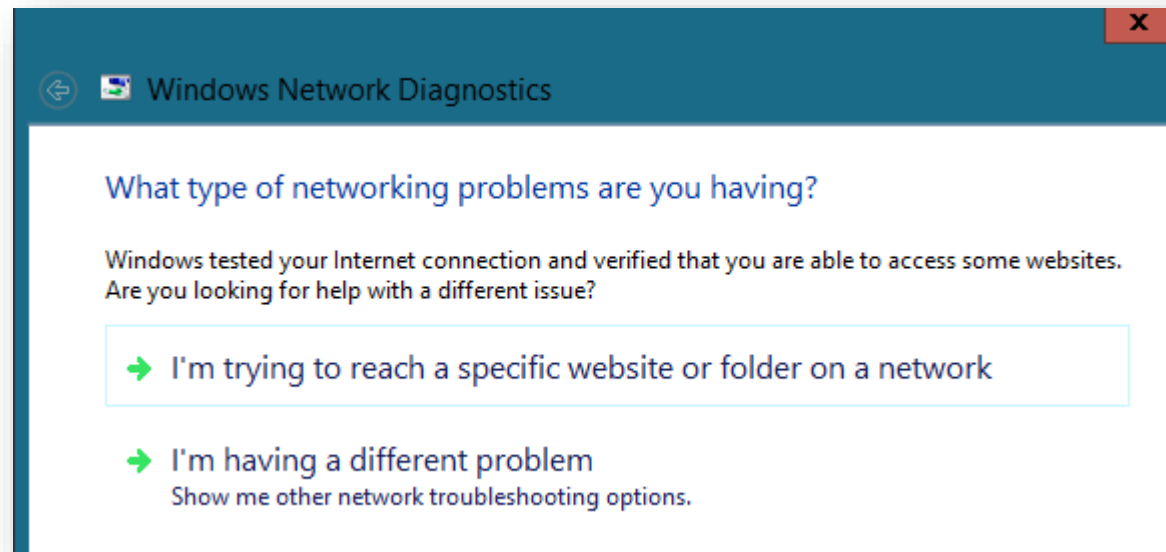 X
Windows Network Diagnostics
What type of networking problems are you having?
Windows tested your Internet connection and verified that you are able to access some websites.
Are you looking for help with a different issue?
I'm trying to reach a specific website or folder on a network
I'm having a different problem
Show me other network troubleshooting options.